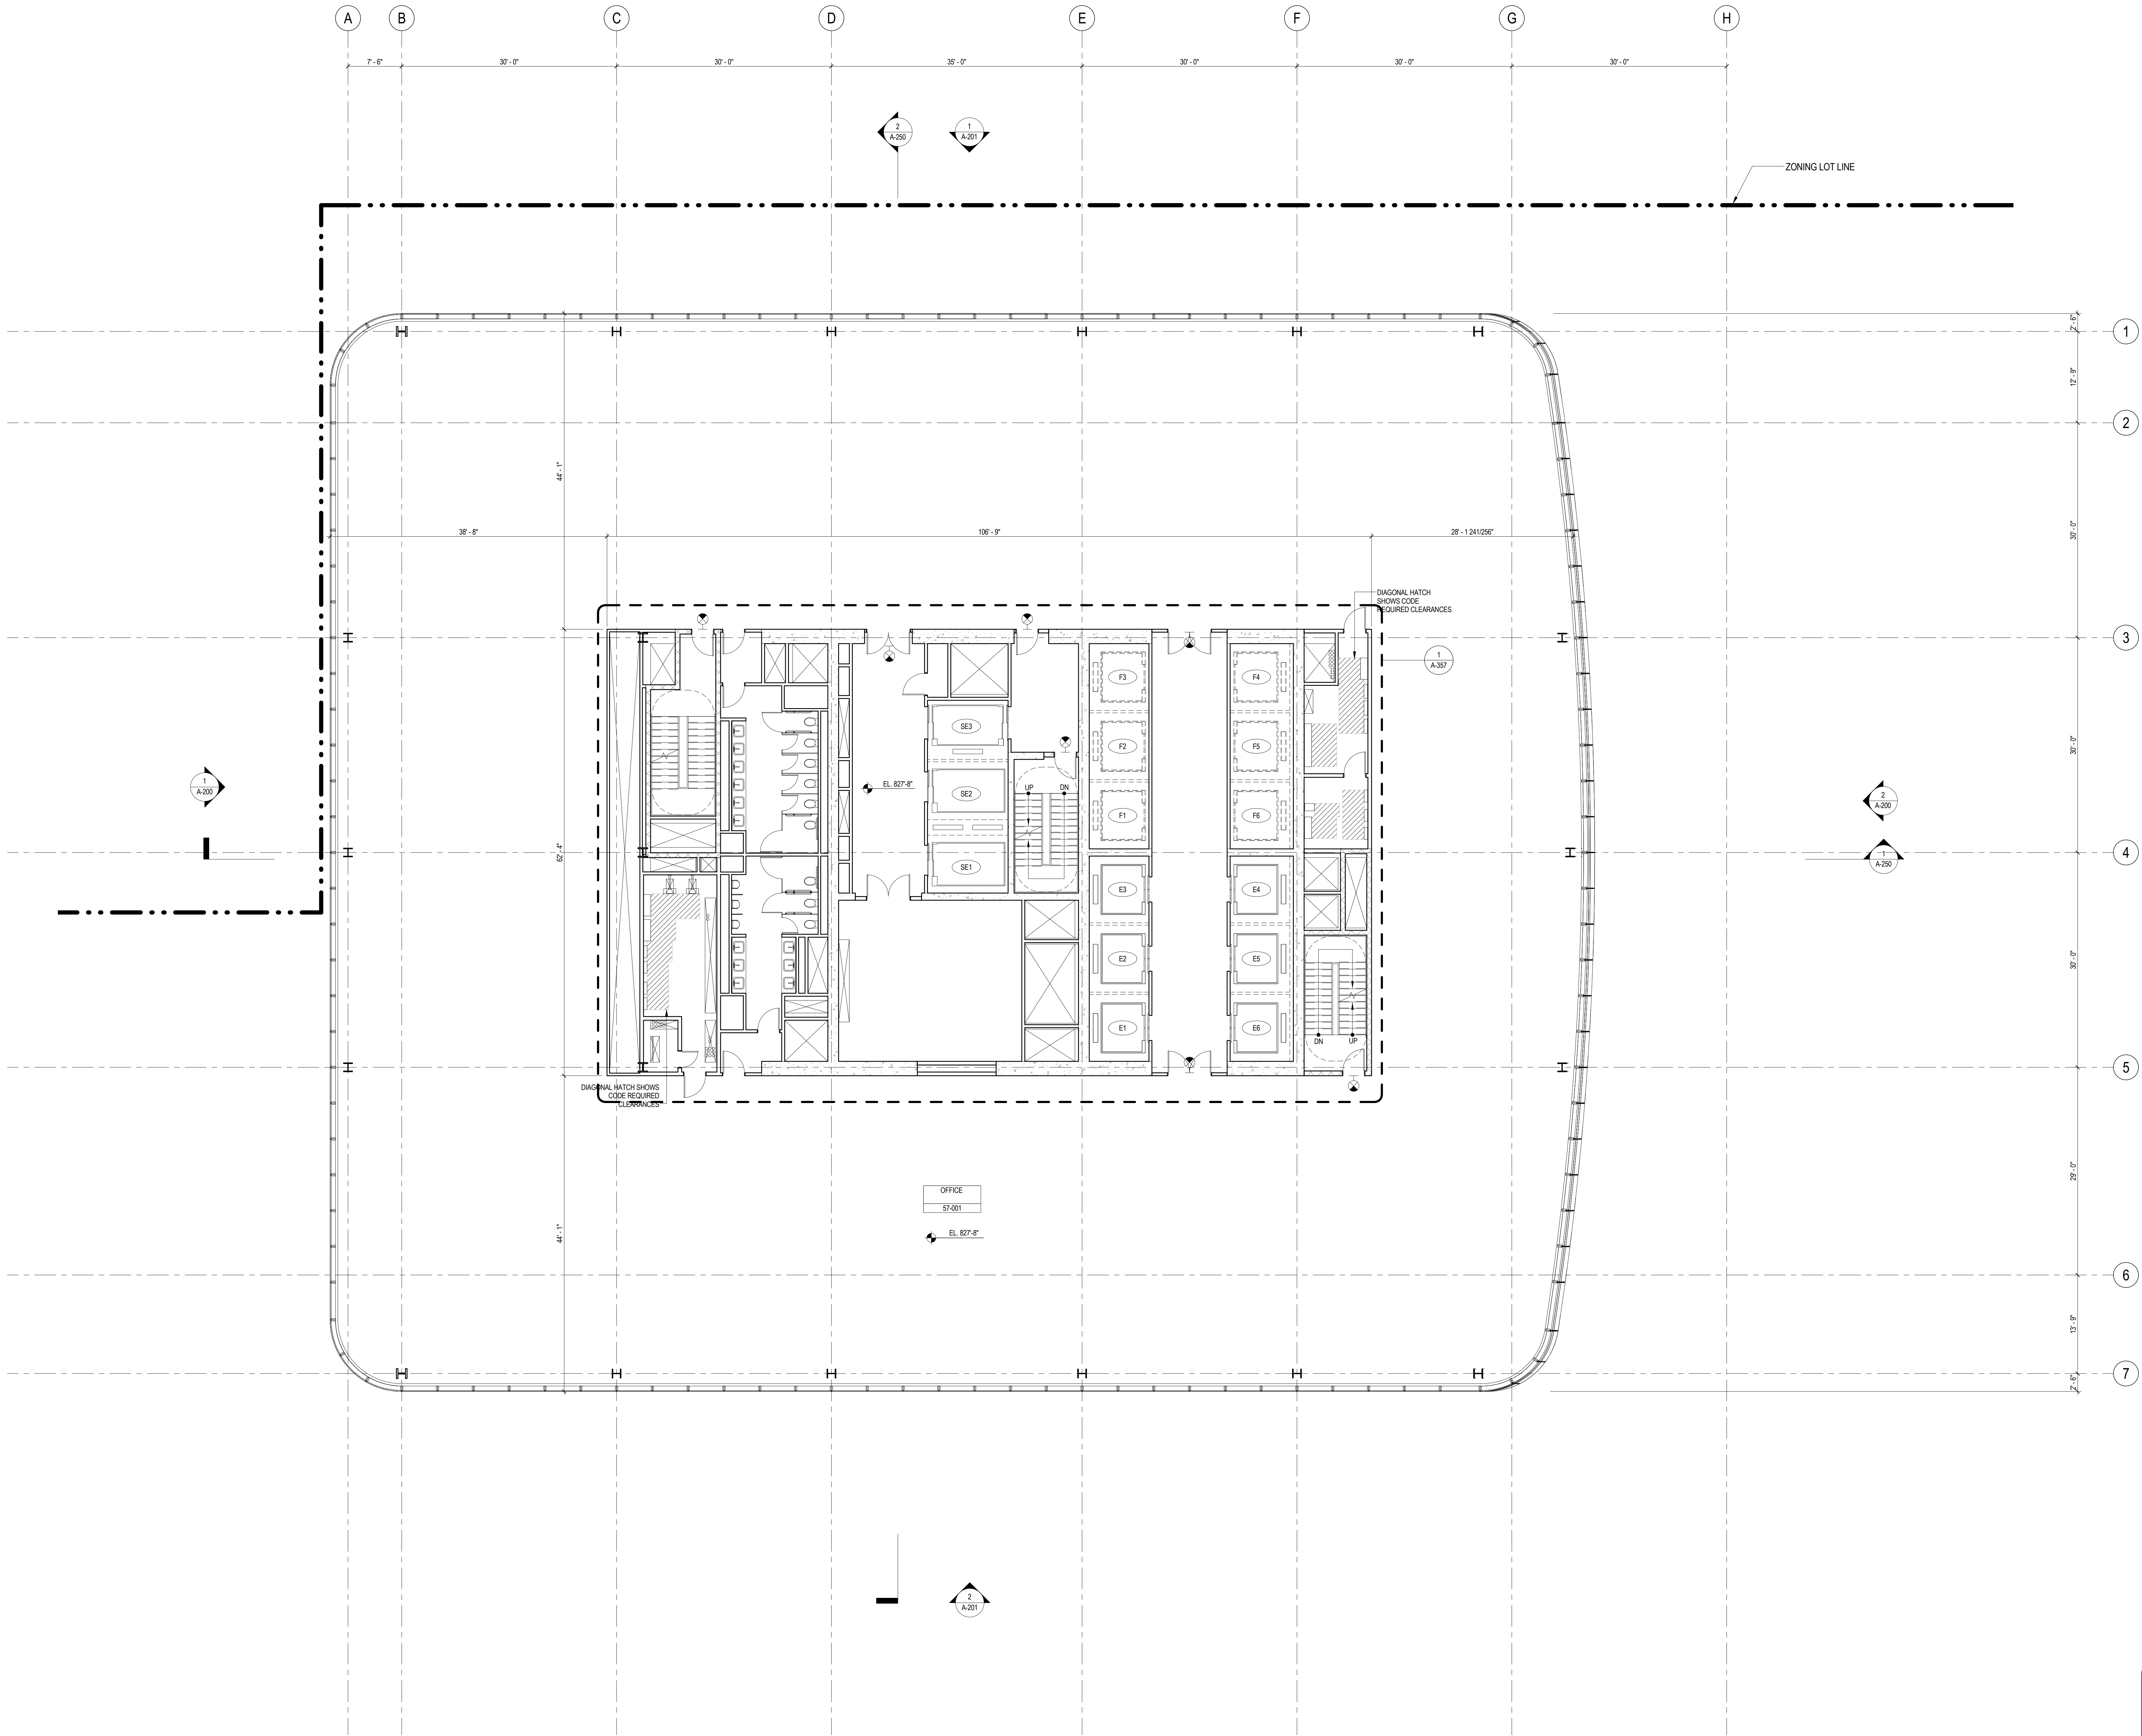 A
B
C
D
E
F
G
H
7' - 6"
30' - 0"
30' - 0"
35' - 0"
30' - 0"
30' - 0"
30' - 0"
2
A-250
1
A-201
ZONING LOT LINE
2' - 6"
1
12' - 9"
2
44' - 1"
30' - 0"
38' - 8"
106' - 9"
28' - 1 241/256"
DIAGONAL HATCH
SHOWS CODE
REQUIRED CLEARANCES
3
1
A-357
F3
F4
SE3
F2
F5
30' - 0"
EL. 827'-8"
SE2
UP
DN
1
A-200
2
A-200
F1
F6
62' - 4"
4
1
A-250
SE1
E3
E4
E2
E5
30' - 0"
E1
E6
DN
UP
5
DIAGONAL HATCH SHOWS
CODE REQUIRED
CLEARANCES
29' - 0"
OFFICE
57-001
44' - 1"
EL. 827'-8"
6
13' - 9"
7
2' - 6"
2
A-201